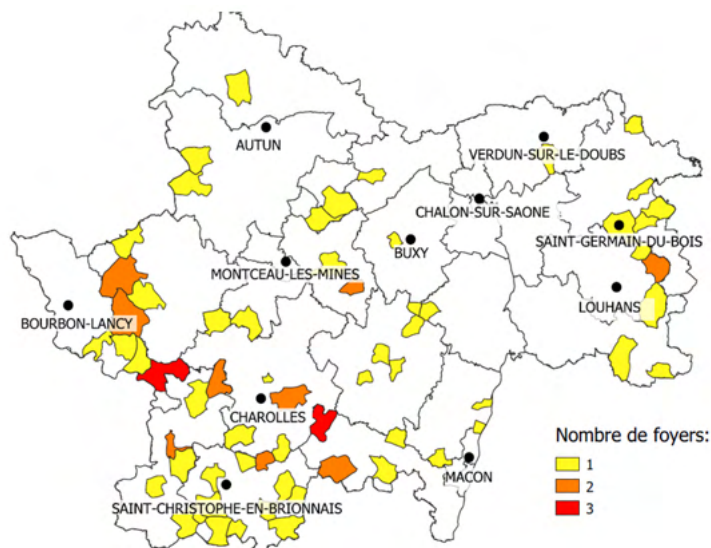 AUTUN
VERDUN-SUR-LE-DOUBS
CHALON-SUR-SAONE
SAINT-GERMAIN-DU-BOIS
BUXY
MONTCEAU-LES-MINES
LOUHANS
BOURBON-LANCY
CHAROLLES
Nombre de foyers:
1
2
3
MACON
SAINT-CHRISTOPHE-EN-BRIONNAIS